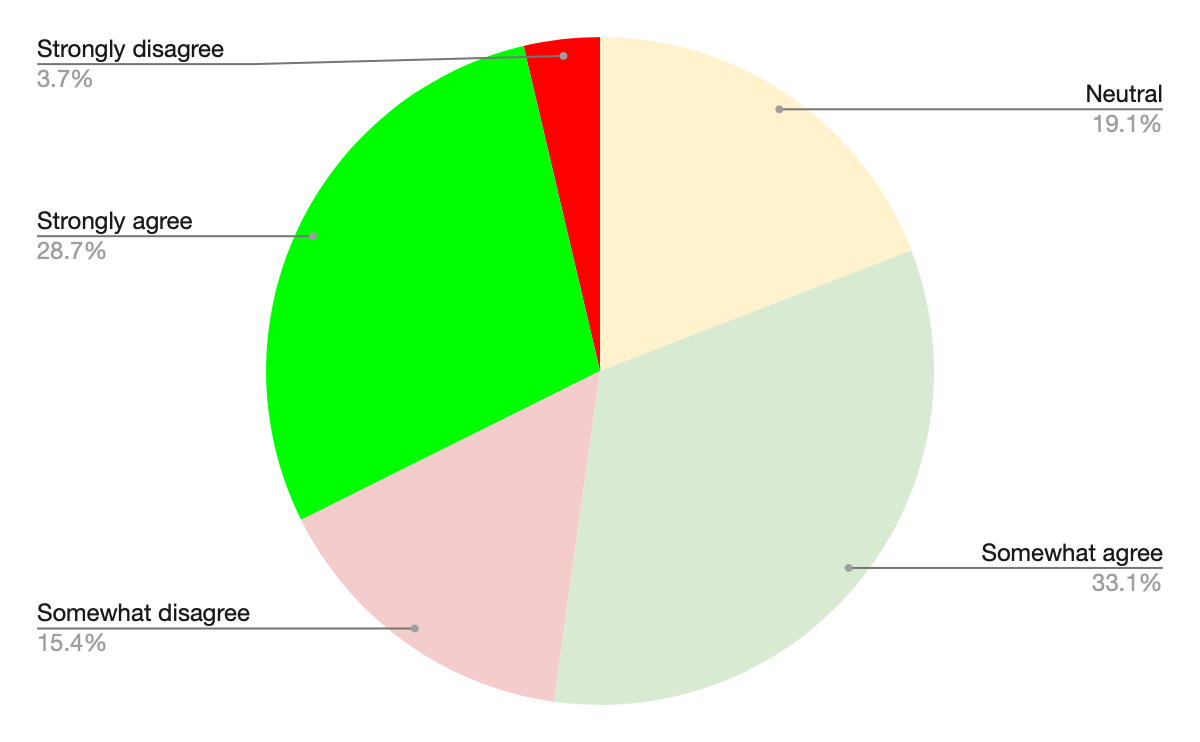 Strongly disagree
3.7%
Neutral
19.1%
Strongly agree
28.7%
Somewhat agree
33.1%
Somewhat disagree
15.4%